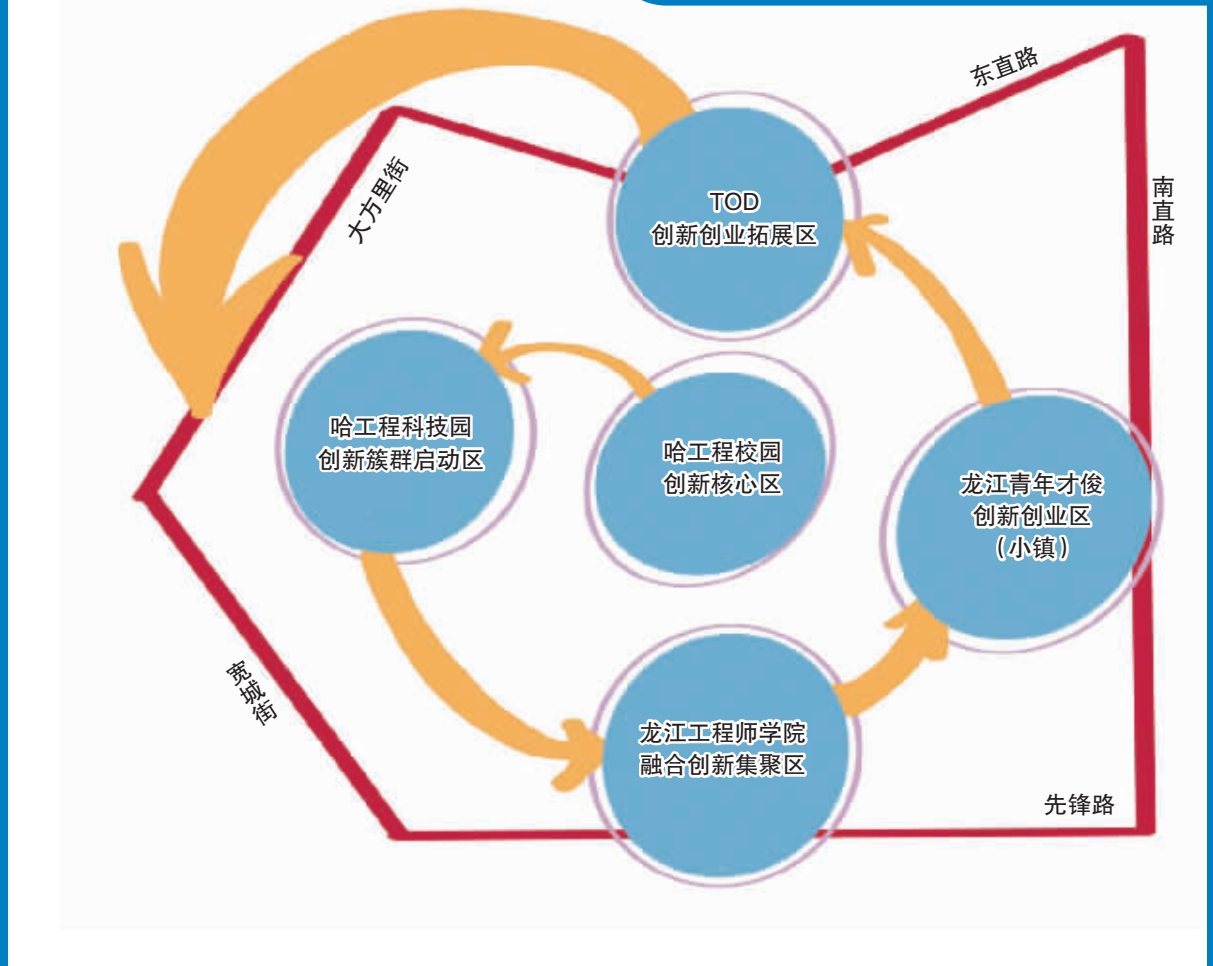 东直路
大方里街
南直路
TOD
创新创业拓展区
哈工程科技园
创新簇群启动区
哈工程校园
创新核心区
龙江青年才俊
创新创业区
(小镇)
宽城街
龙江工程师学院
融合创新集聚区
先锋路